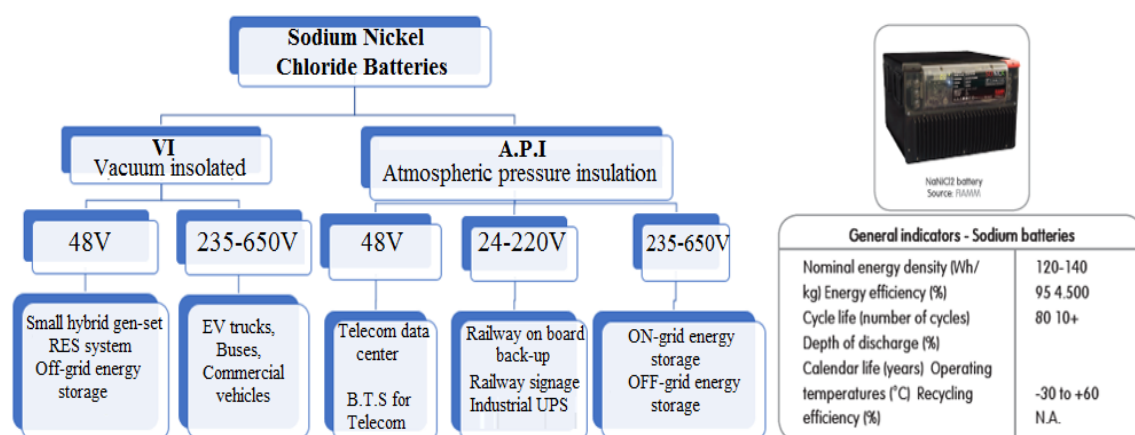 Sodium Nickel
Chloride Batteries
VI
Vacuum insolated
A.P.I
Atmospheric pressure insulation
48V
235-650V
48V
24-220V
235-650V
Small hybrid gen-set
RES system
Off-grid energy
storage
EV trucks,
Buses,
Commercial
vehicles
Telecom data
center
B.T.S for
Telecom
Railway on board
back-up
Railway signage
Industrial UPS
ON-grid energy
storage
OFF-grid energy
storage
NaNiCl2 battery
Source: FIAMM
General indicators - Sodium batteries
Nominal energy density (Wh/ 120-140
kg) Energy efficiency (%) 95 4.500
Cycle life (number of cycles) 80 10+
Depth of discharge (%)
Calendar life (years) Operating
temperatures (°C) Recycling -30 to +60
efficiency (%) N.A.